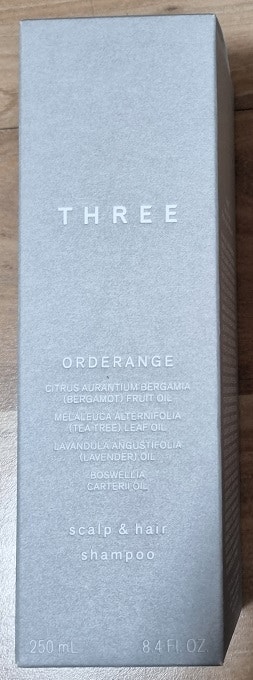 THREE
ORDERANGE
CITRUS AURANTIUM BERGAMIA
(BERGAMOT) FRUIT OIL
MELALEUCA ALTERNIFOLIA
(TEA TREE) LEAF OIL
LAVANDULA ANGUSTIFOLIA
(LAVENDER) OIL
BOSWELLIA
CARTERII OIL
scalp & hair
shampoo
250 mL 8.4 FL. OZ.